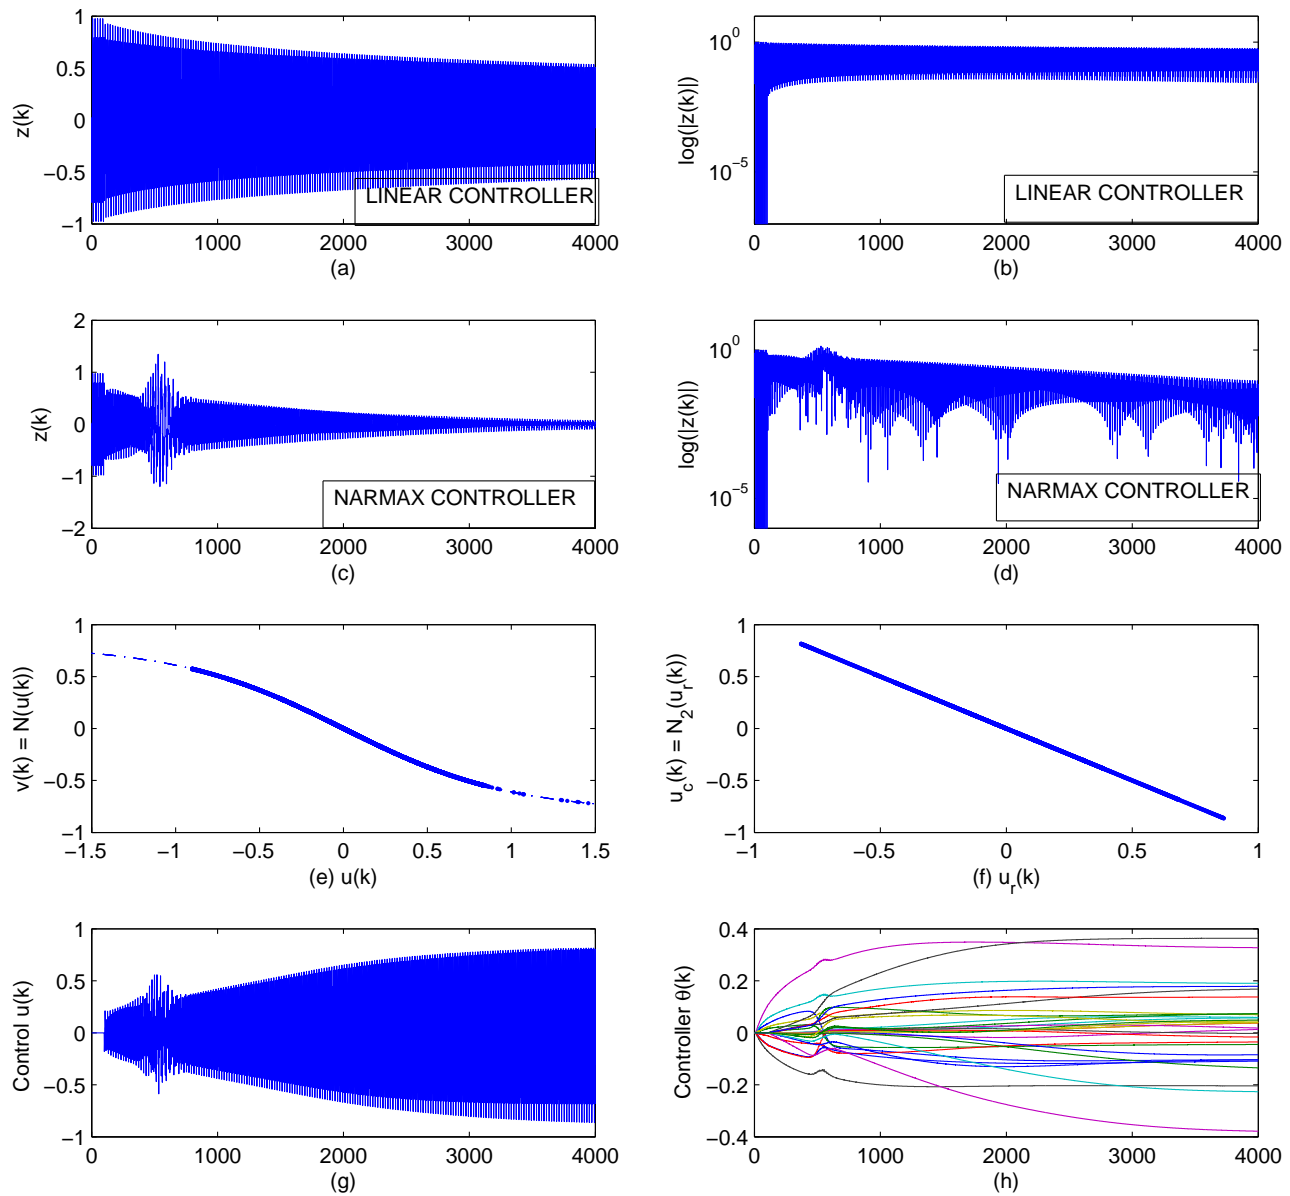 1
0.5
0
−0.5
−1
z(k)
LINEAR CONTROLLER
0 1000 2000 3000 4000
(a)
10^0
10^−5
log(|z(k)|)
LINEAR CONTROLLER
0 1000 2000 3000 4000
(b)
2
1
0
−1
−2
z(k)
NARMAX CONTROLLER
0 1000 2000 3000 4000
(c)
10^0
10^−5
log(|z(k)|)
NARMAX CONTROLLER
0 1000 2000 3000 4000
(d)
1
0.5
0
−0.5
−1
v(k) = N(u(k))
−1.5 −1 −0.5 0 0.5 1 1.5
(e) u(k)
1
0.5
0
−0.5
−1
u_c(k) = N_2(u_r(k))
−1 −0.5 0 0.5 1
(f) u_r(k)
1
0.5
0
−0.5
−1
Control u(k)
0 1000 2000 3000 4000
(g)
0.4
0.2
0
−0.2
−0.4
Controller θ(k)
0 1000 2000 3000 4000
(h)